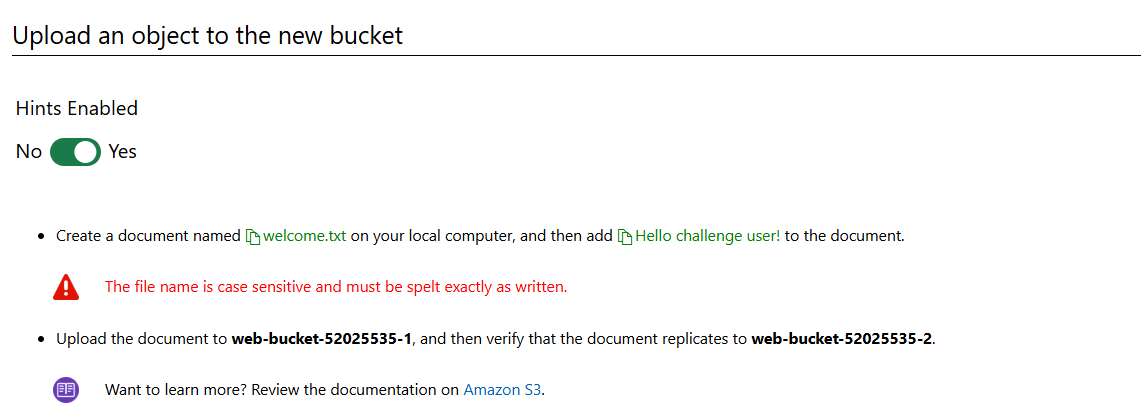 Upload an object to the new bucket
Hints Enabled
No Yes
Create a document named welcome.txt on your local computer, and then add Hello challenge user! to the document.
The file name is case sensitive and must be spelt exactly as written.
Upload the document to web-bucket-52025535-1, and then verify that the document replicates to web-bucket-52025535-2.
Want to learn more? Review the documentation on Amazon S3.